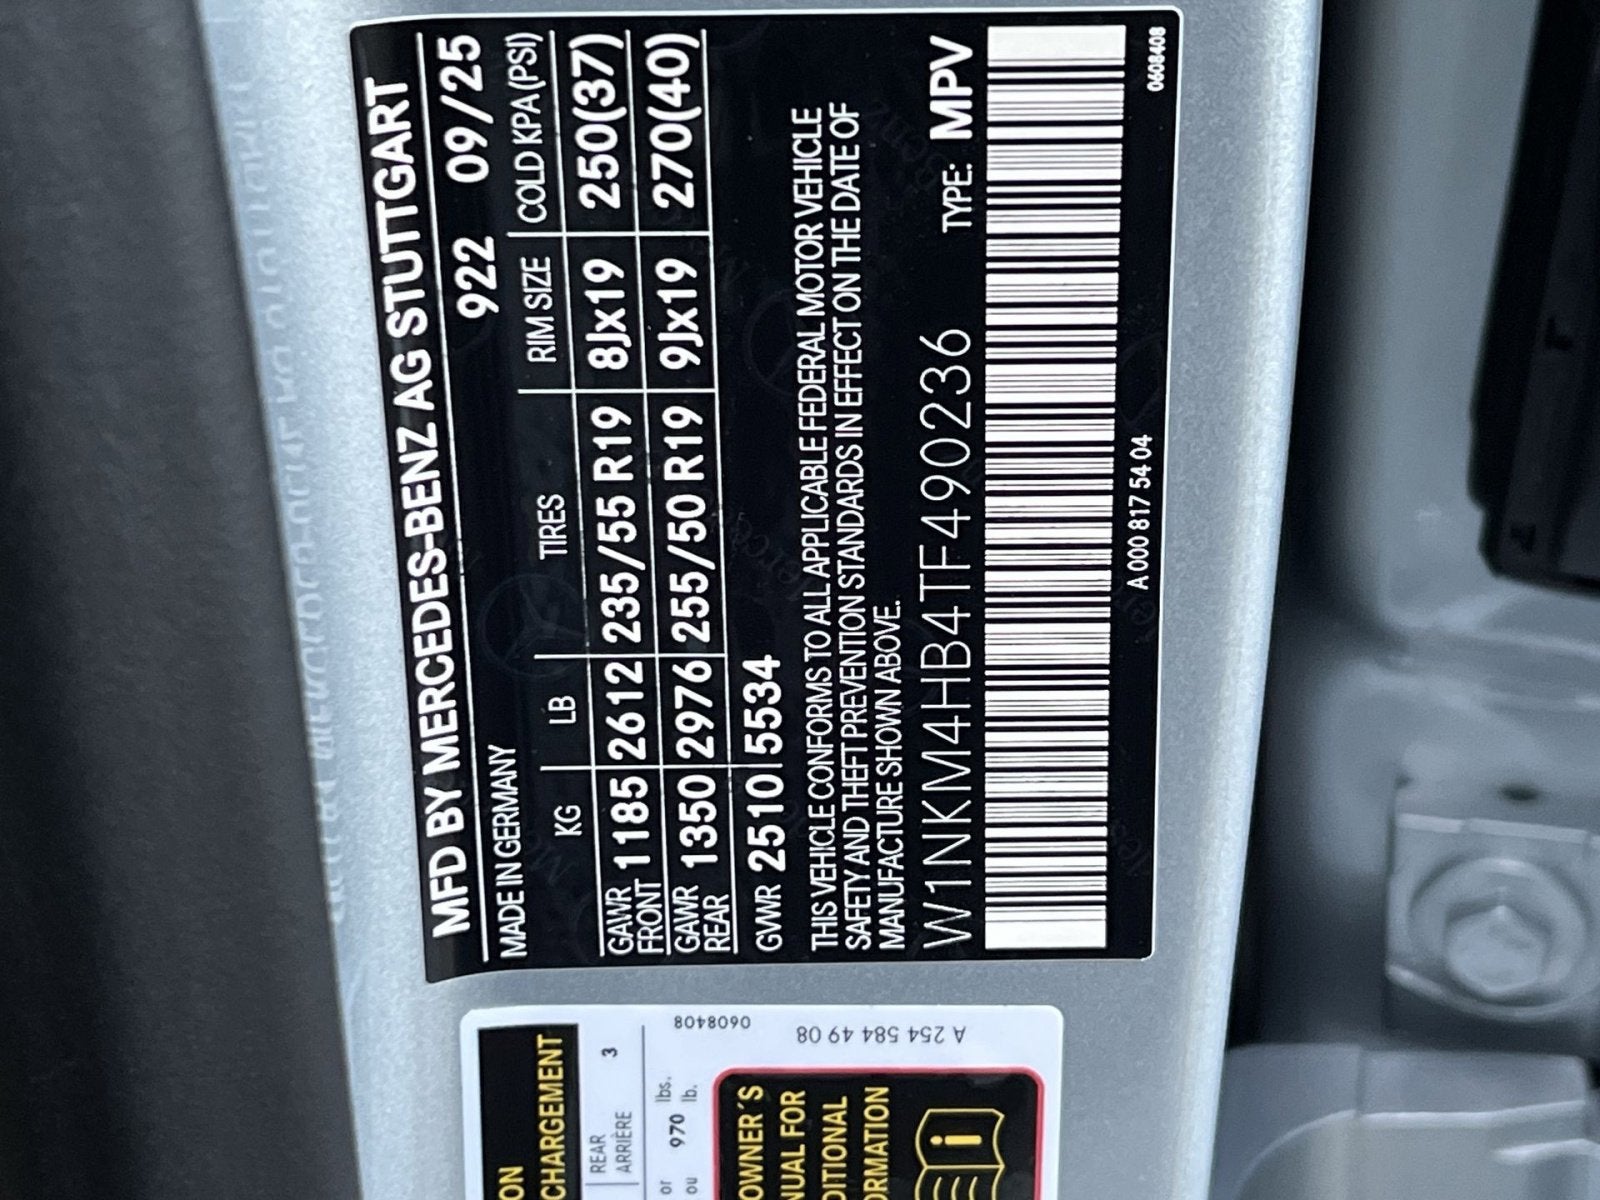 MFD BY MERCEDES-BENZ AG STUTTGART
MADE IN GERMANY 922 09/25
KG LB TIRES RIM SIZE COLD KPA (PSI)
GAWR FRONT 1185 2612 235/55 R19 8Jx19 250(37)
GAWR REAR 1350 2976 255/50 R19 9Jx19 270(40)
GVWR 2510 5534
THIS VEHICLE CONFORMS TO ALL APPLICABLE FEDERAL MOTOR VEHICLE
SAFETY AND THEFT PREVENTION STANDARDS IN EFFECT ON THE DATE OF
MANUFACTURE SHOWN ABOVE.
W1NKM4HB4TF490236 TYPE: MPV
A 000 817 54 04
0608408
CHARGEMENT
REAR
ARRIÈRE 3
or 970 lbs.
ou lb.
0608408
A 254 584 49 08
OWNER´S
FOR